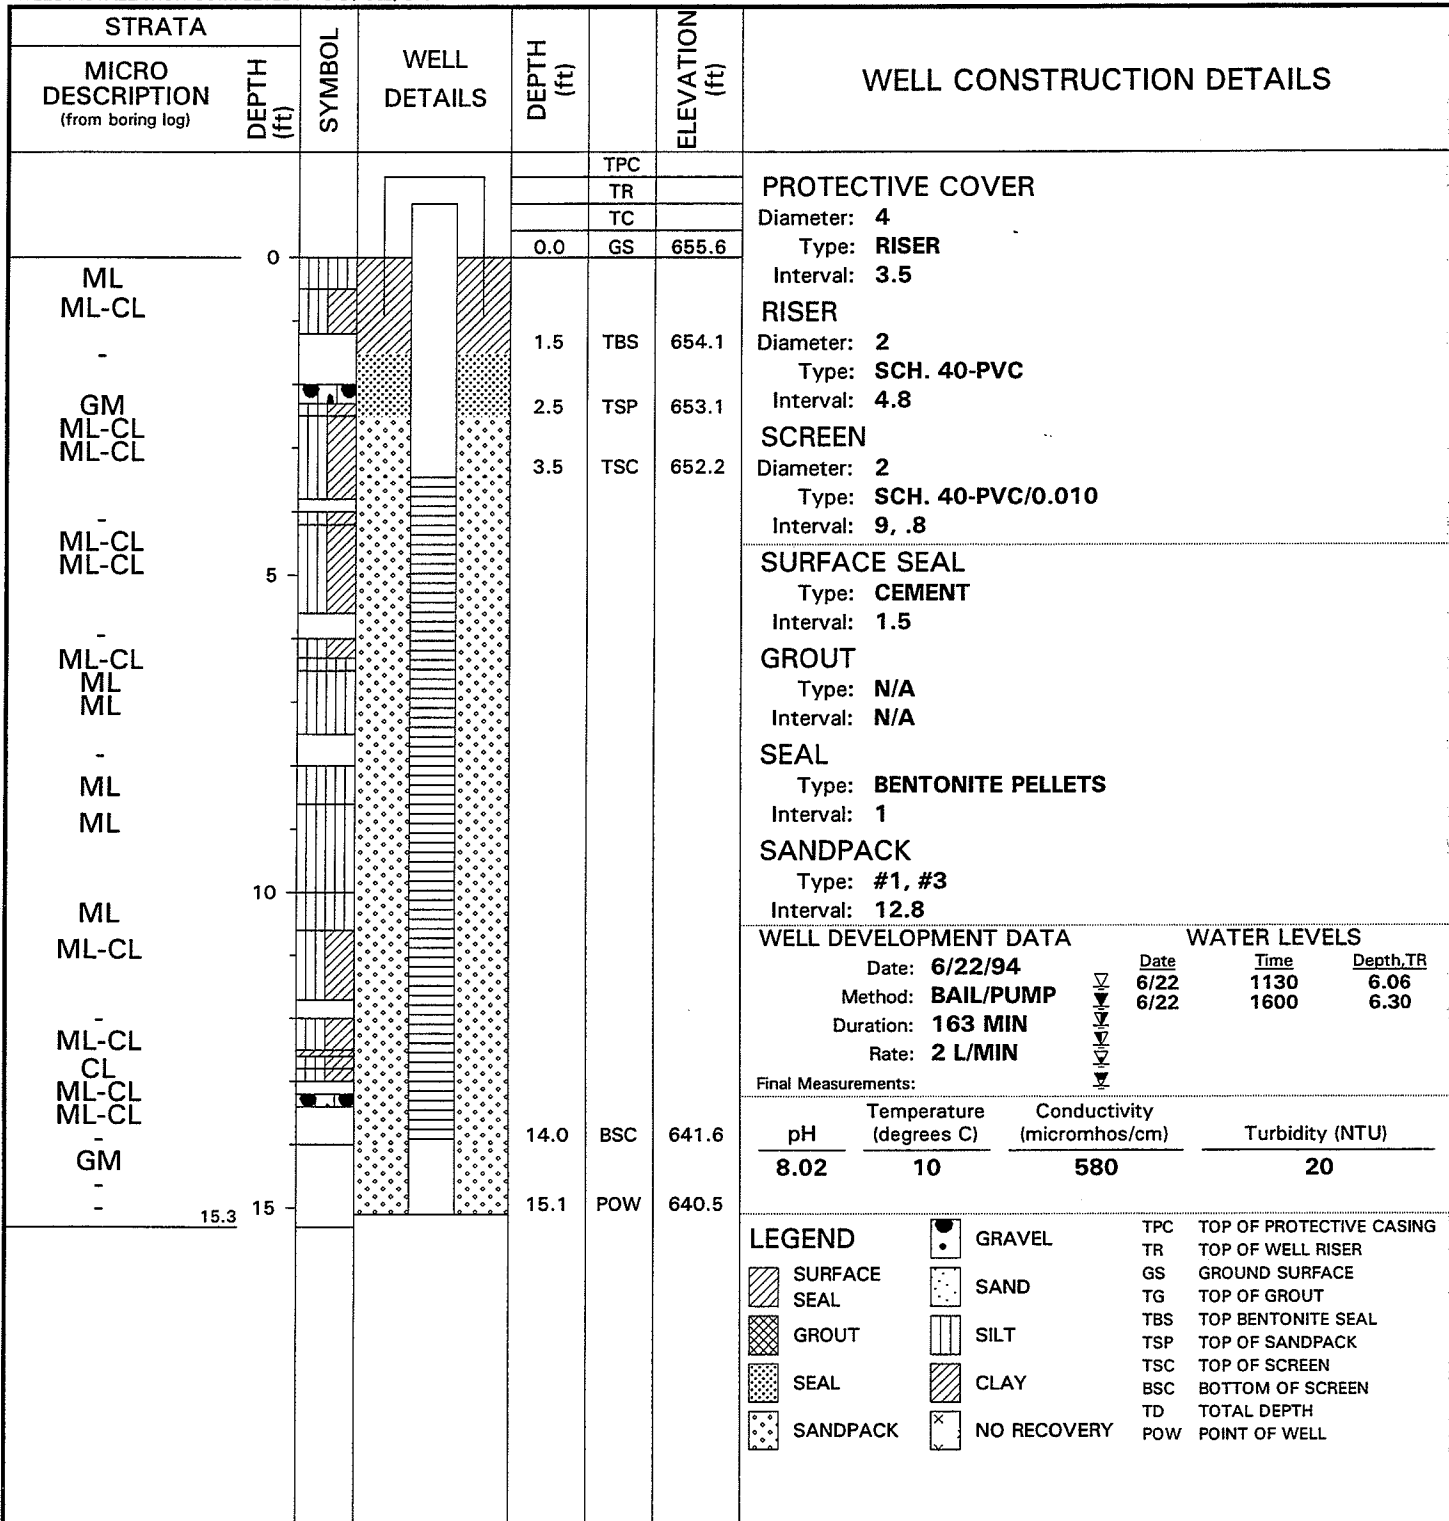 STRATA
MICRO
DESCRIPTION
(from boring log)
DEPTH
(ft)
SYMBOL
WELL
DETAILS
DEPTH
(ft)
ELEVATION
(ft)
WELL CONSTRUCTION DETAILS
TPC
TR
TC
0.0 GS 655.6
1.5 TBS 654.1
2.5 TSP 653.1
3.5 TSC 652.2
14.0 BSC 641.6
15.1 POW 640.5
0
5
10
15
ML
ML-CL
-
GM
ML-CL
ML-CL
-
ML-CL
ML-CL
-
ML-CL
ML
ML
-
ML
ML
ML
ML-CL
-
ML-CL
CL
ML-CL
ML-CL
-
GM
-
-
15.3
PROTECTIVE COVER
Diameter: 4
Type: RISER
Interval: 3.5
RISER
Diameter: 2
Type: SCH. 40-PVC
Interval: 4.8
SCREEN
Diameter: 2
Type: SCH. 40-PVC/0.010
Interval: 9, .8
SURFACE SEAL
Type: CEMENT
Interval: 1.5
GROUT
Type: N/A
Interval: N/A
SEAL
Type: BENTONITE PELLETS
Interval: 1
SANDPACK
Type: #1, #3
Interval: 12.8
WELL DEVELOPMENT DATA
Date: 6/22/94
Method: BAIL/PUMP
Duration: 163 MIN
Rate: 2 L/MIN
Final Measurements:
WATER LEVELS
Date Time Depth,TR
6/22 1130 6.06
6/22 1600 6.30
pH
Temperature
(degrees C)
Conductivity
(micromhos/cm)
Turbidity (NTU)
8.02 10 580 20
LEGEND
SURFACE
SEAL
GROUT
SEAL
SANDPACK
GRAVEL
SAND
SILT
CLAY
NO RECOVERY
TPC TOP OF PROTECTIVE CASING
TR TOP OF WELL RISER
GS GROUND SURFACE
TG TOP OF GROUT
TBS TOP BENTONITE SEAL
TSP TOP OF SANDPACK
TSC TOP OF SCREEN
BSC BOTTOM OF SCREEN
TD TOTAL DEPTH
POW POINT OF WELL